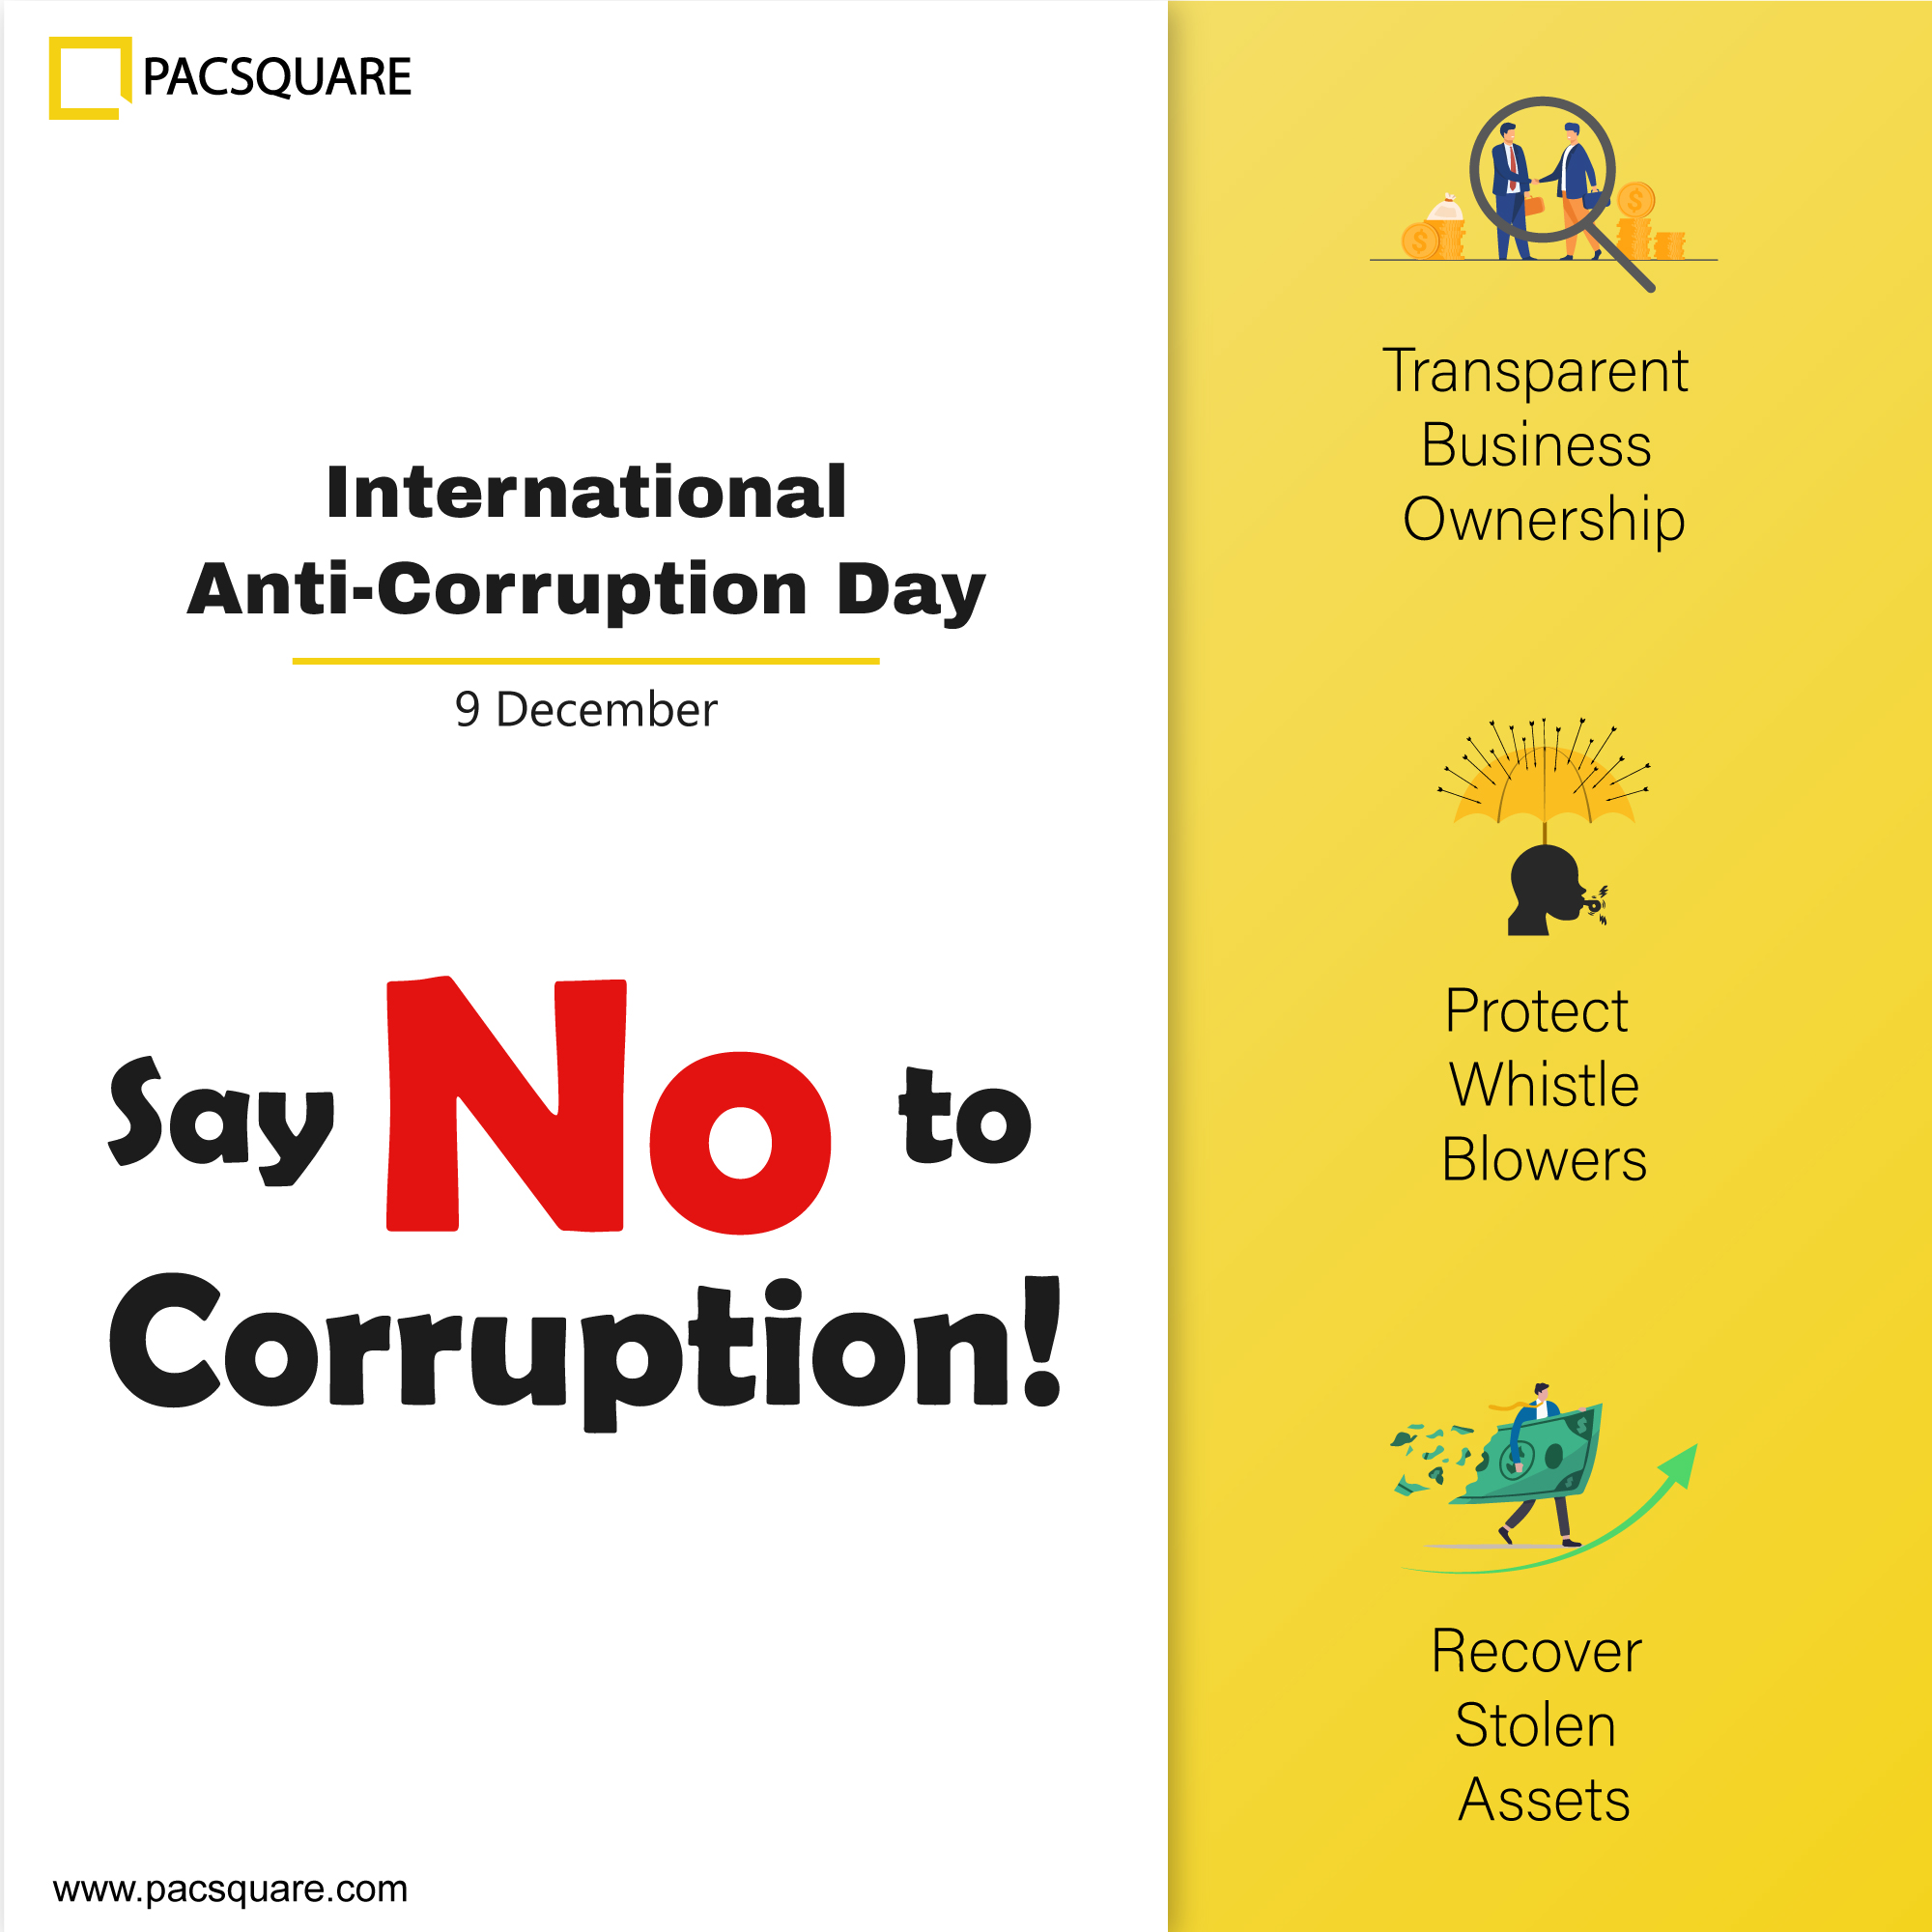 PACSQUARE
International
Anti-Corruption Day
9 December
Say No to
Corruption!
www.pacsquare.com
Transparent
Business
Ownership
Protect
Whistle
Blowers
Recover
Stolen
Assets